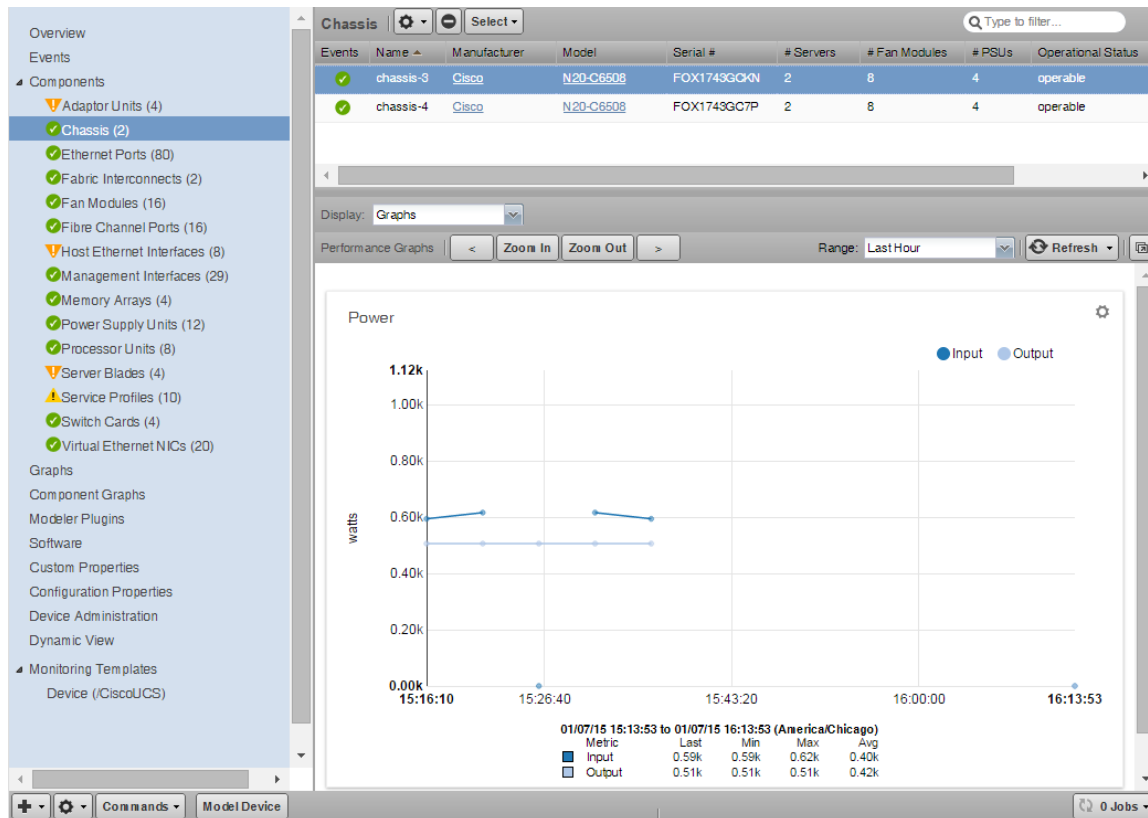 Overview
Events
Components
Adaptor Units (4)
Chassis (2)
Ethernet Ports (80)
Fabric Interconnects (2)
Fan Modules (16)
Fibre Channel Ports (16)
Host Ethernet Interfaces (8)
Management Interfaces (29)
Memory Arrays (4)
Power Supply Units (12)
Processor Units (8)
Server Blades (4)
Service Profiles (10)
Switch Cards (4)
Virtual Ethernet NICs (20)
Graphs
Component Graphs
Modeler Plugins
Software
Custom Properties
Configuration Properties
Device Administration
Dynamic View
Monitoring Templates
Device (/CiscoUCS)
Chassis Select Type to filter...
Events Name Manufacturer Model Serial # # Servers # Fan Modules # PSUs Operational Status
chassis-3 Cisco N20-C6508 FOX1743GCKN 2 8 4 operable
chassis-4 Cisco N20-C6508 FOX1743GC7P 2 8 4 operable
Display: Graphs
Performance Graphs < Zoom In Zoom Out > Range: Last Hour Refresh
Power
Input Output
1.12k
1.00k
0.80k
0.60k
0.40k
0.20k
0.00k
watts
15:16:10 15:26:40 15:43:20 16:00:00 16:13:53
01/07/15 15:13:53 to 01/07/15 16:13:53 (America/Chicago)
Metric Last Min Max Avg
Input 0.59k 0.59k 0.62k 0.40k
Output 0.51k 0.51k 0.51k 0.42k
Commands Model Device 0 Jobs